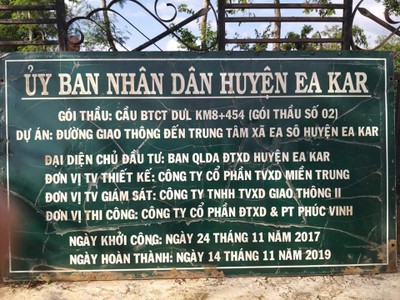 ỦY BAN NHÂN DÂN HUYỆN EA KAR
GÓI THẦU: CẦU BTCT DƯL KM8+454 (GÓI THẦU SỐ 02)
DỰ ÁN: ĐƯỜNG GIAO THÔNG ĐẾN TRUNG TÂM XÃ EA SÔ HUYỆN EA KAR
ĐẠI DIỆN CHỦ ĐẦU TƯ: BAN QLDA ĐTXD HUYỆN EA KAR
ĐƠN VỊ TV THIẾT KẾ: CÔNG TY CỔ PHẦN TVXD MIỀN TRUNG
ĐƠN VỊ TV GIÁM SÁT: CÔNG TY TNHH TVXD GIAO THÔNG II
ĐƠN VỊ THI CÔNG: CÔNG TY CỔ PHẦN ĐTXD & PT PHÚC VINH
NGÀY KHỞI CÔNG: NGÀY 24 THÁNG 11 NĂM 2017
NGÀY HOÀN THÀNH: NGÀY 14 THÁNG 11 NĂM 2019